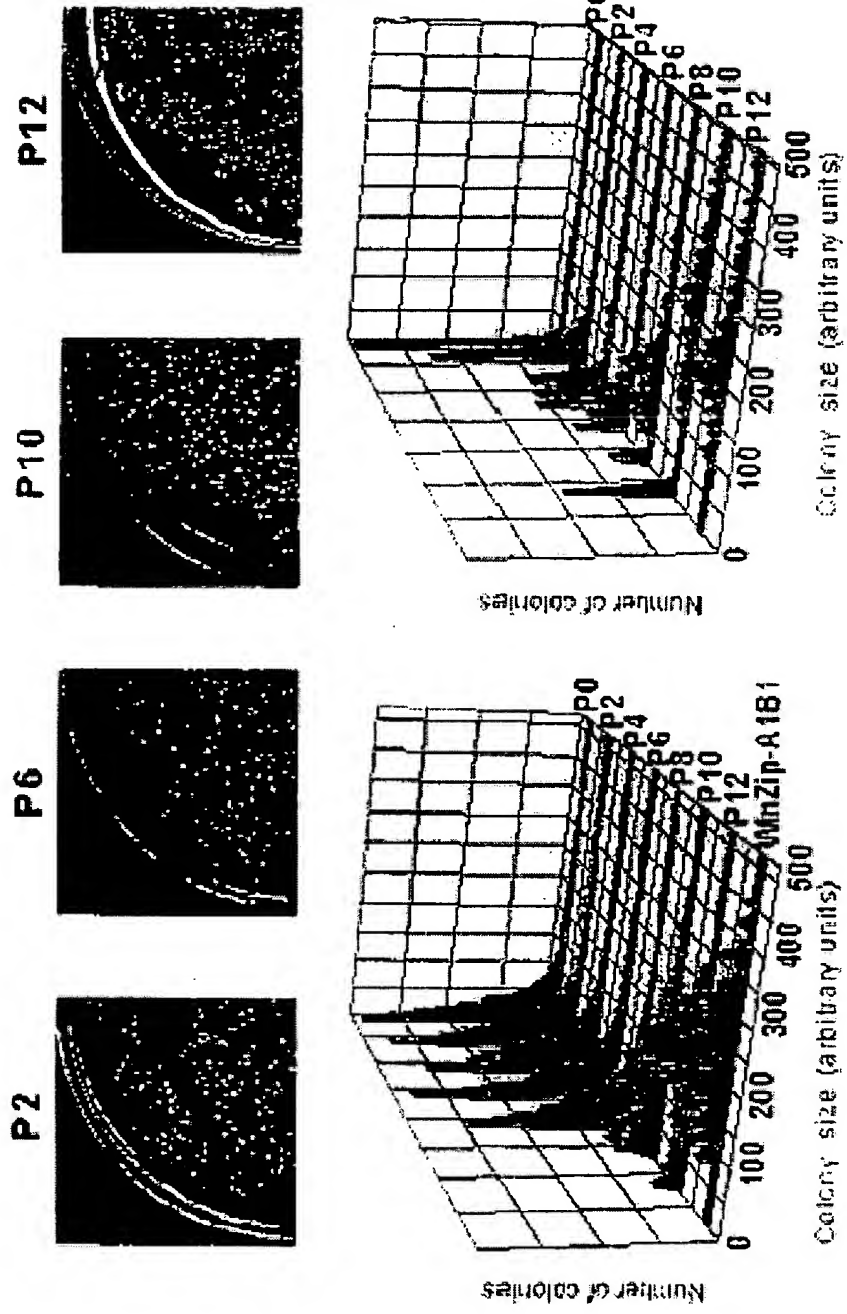 P2
P6
P10
P12
Number of colonies
P0
P2
P4
P6
P8
P10
P12
WinZip-A1B1
0
100
200
300
400
500
Colony size (arbitrary units)
Number of colonies
P0
P2
P4
P6
P8
P10
P12
0
100
200
300
400
500
Colony size (arbitrary units)